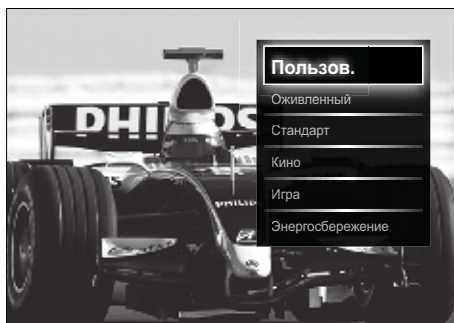 Пользов.
Оживленный
Стандарт
Кино
Игра
Энергосбережение
PHILIPS